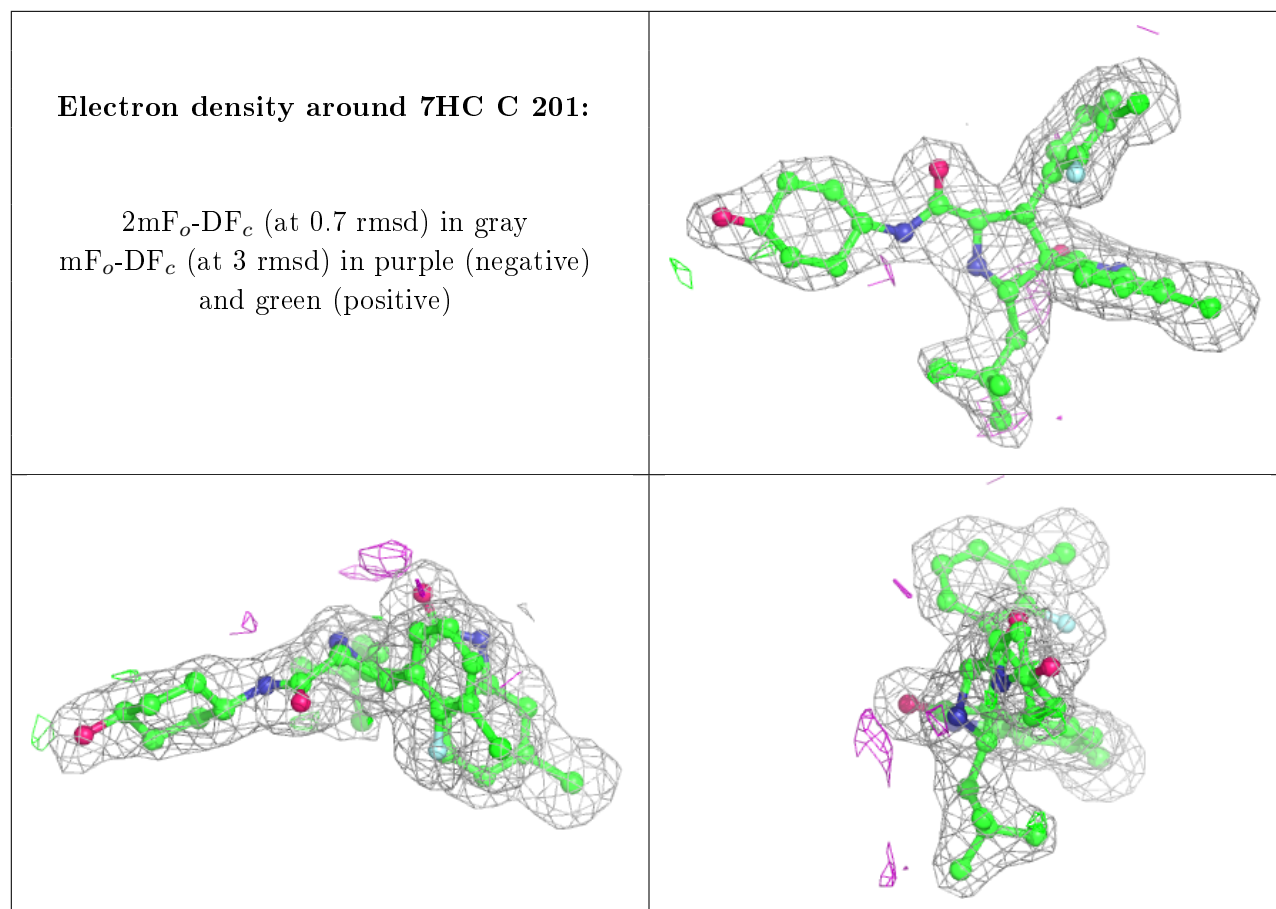 Electron density around 7HC C 201:
2mFo-DFc (at 0.7 rmsd) in gray
mFo-DFc (at 3 rmsd) in purple (negative)
and green (positive)